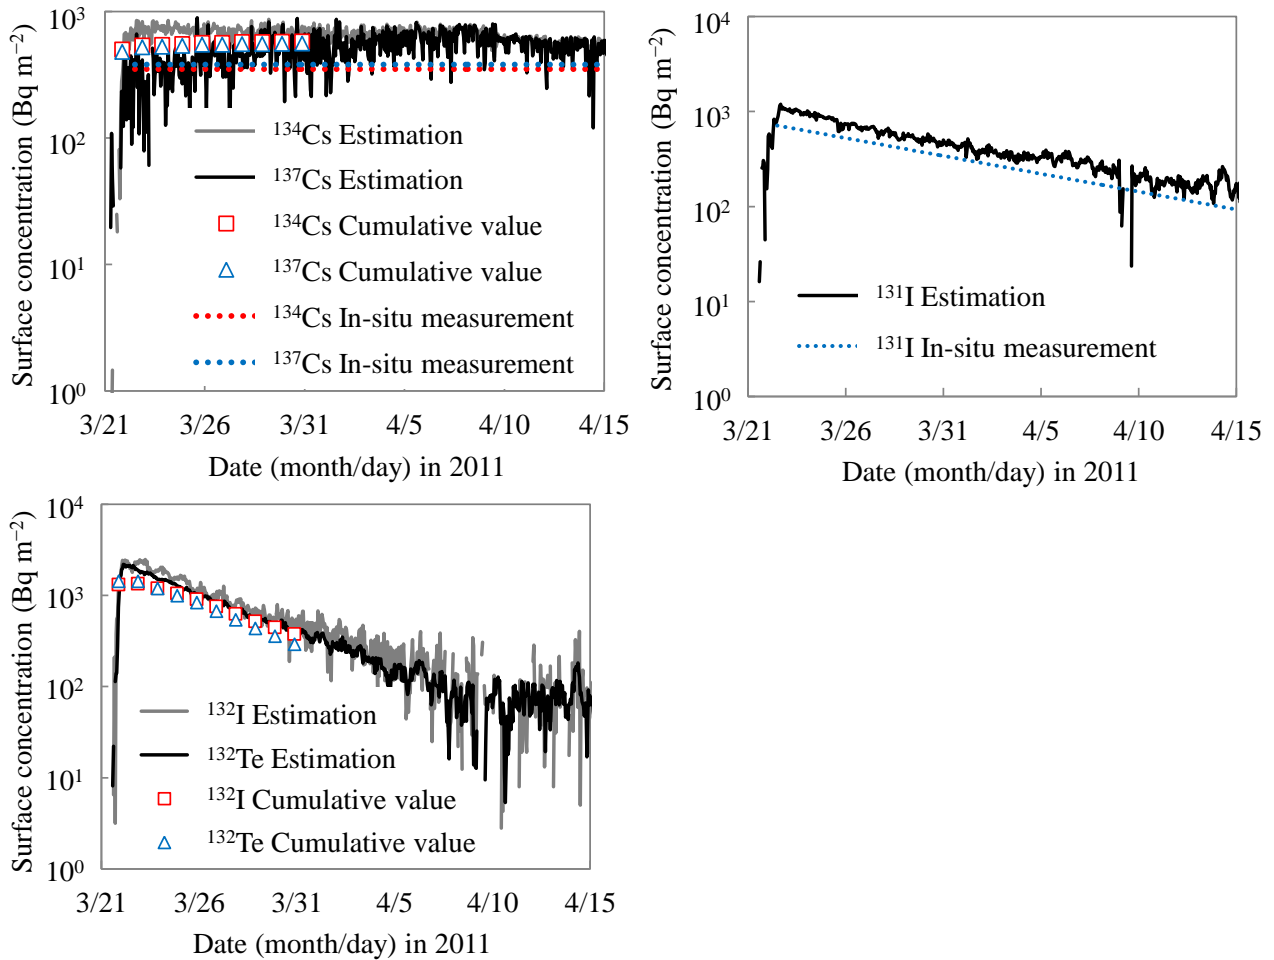 Surface concentration (Bq m⁻²)
10³
10²
10¹
10⁰
¹³⁴Cs Estimation
¹³⁷Cs Estimation
¹³⁴Cs Cumulative value
¹³⁷Cs Cumulative value
¹³⁴Cs In-situ measurement
¹³⁷Cs In-situ measurement
3/21 3/26 3/31 4/5 4/10 4/15
Date (month/day) in 2011
Surface concentration (Bq m⁻²)
10⁴
10³
10²
10¹
10⁰
¹³¹I Estimation
¹³¹I In-situ measurement
3/21 3/26 3/31 4/5 4/10 4/15
Date (month/day) in 2011
Surface concentration (Bq m⁻²)
10⁴
10³
10²
10¹
10⁰
¹³²I Estimation
¹³²Te Estimation
¹³²I Cumulative value
¹³²Te Cumulative value
3/21 3/26 3/31 4/5 4/10 4/15
Date (month/day) in 2011